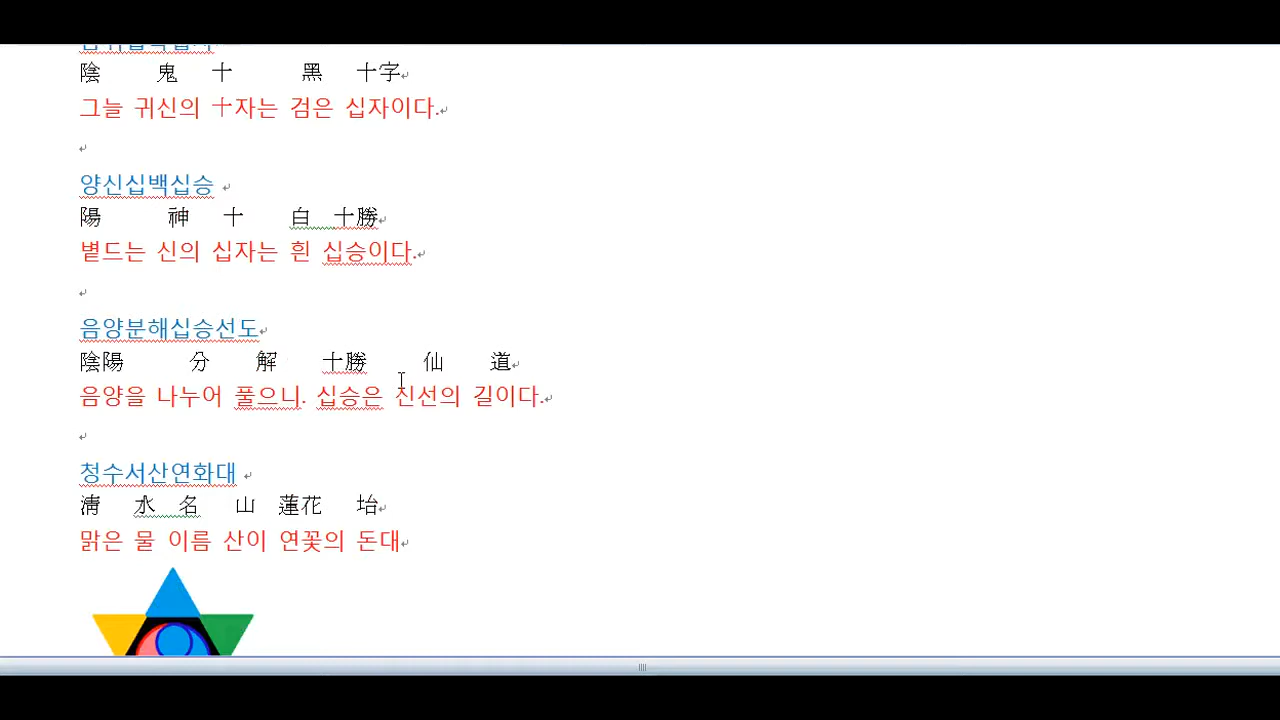 陰 鬼 十 黑 十字
그늘 귀신의 十자는 검은 십자이다.
양신십백십승
陽 神 十 白 十勝
볕드는 신의 십자는 흰 십승이다.
음양분해십승선도
陰陽 分 解 十勝 仙 道
음양을 나누어 풀으니. 십승은 진선의 길이다.
청수서산연화대
淸 水 名 山 蓮花 坮
맑은 물 이름 산이 연꽃의 돈대